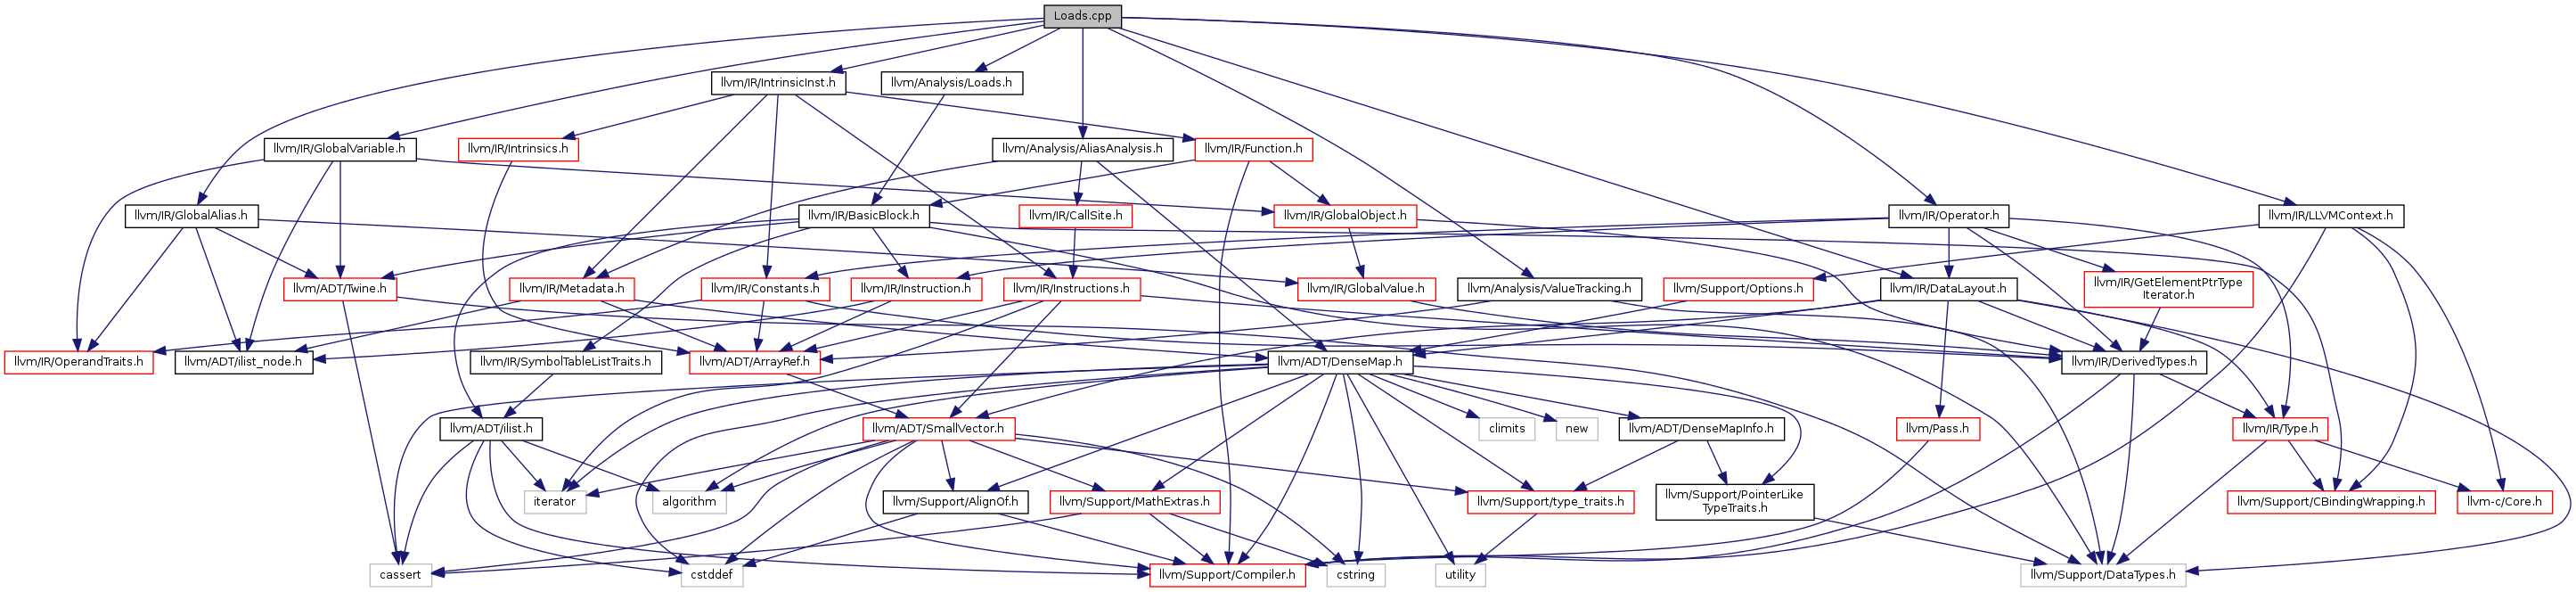 Loads.cpp
llvm/IR/IntrinsicInst.h
llvm/Analysis/Loads.h
llvm/IR/GlobalVariable.h
llvm/IR/Intrinsics.h
llvm/Analysis/AliasAnalysis.h
llvm/IR/Function.h
llvm/IR/GlobalAlias.h
llvm/IR/BasicBlock.h
llvm/IR/CallSite.h
llvm/IR/GlobalObject.h
llvm/IR/Operator.h
llvm/IR/LLVMContext.h
llvm/ADT/Twine.h
llvm/IR/Metadata.h
llvm/IR/Constants.h
llvm/IR/Instruction.h
llvm/IR/Instructions.h
llvm/IR/GlobalValue.h
llvm/Analysis/ValueTracking.h
llvm/Support/Options.h
llvm/IR/DataLayout.h
llvm/IR/GetElementPtrType
Iterator.h
llvm/IR/OperandTraits.h
llvm/ADT/ilist_node.h
llvm/IR/SymbolTableListTraits.h
llvm/ADT/ArrayRef.h
llvm/ADT/DenseMap.h
llvm/IR/DerivedTypes.h
llvm/ADT/ilist.h
llvm/ADT/SmallVector.h
climits
new
llvm/ADT/DenseMapInfo.h
llvm/Pass.h
llvm/IR/Type.h
iterator
algorithm
llvm/Support/AlignOf.h
llvm/Support/MathExtras.h
llvm/Support/type_traits.h
llvm/Support/PointerLike
TypeTraits.h
llvm/Support/CBindingWrapping.h
llvm-c/Core.h
cassert
cstddef
llvm/Support/Compiler.h
cstring
utility
llvm/Support/DataTypes.h